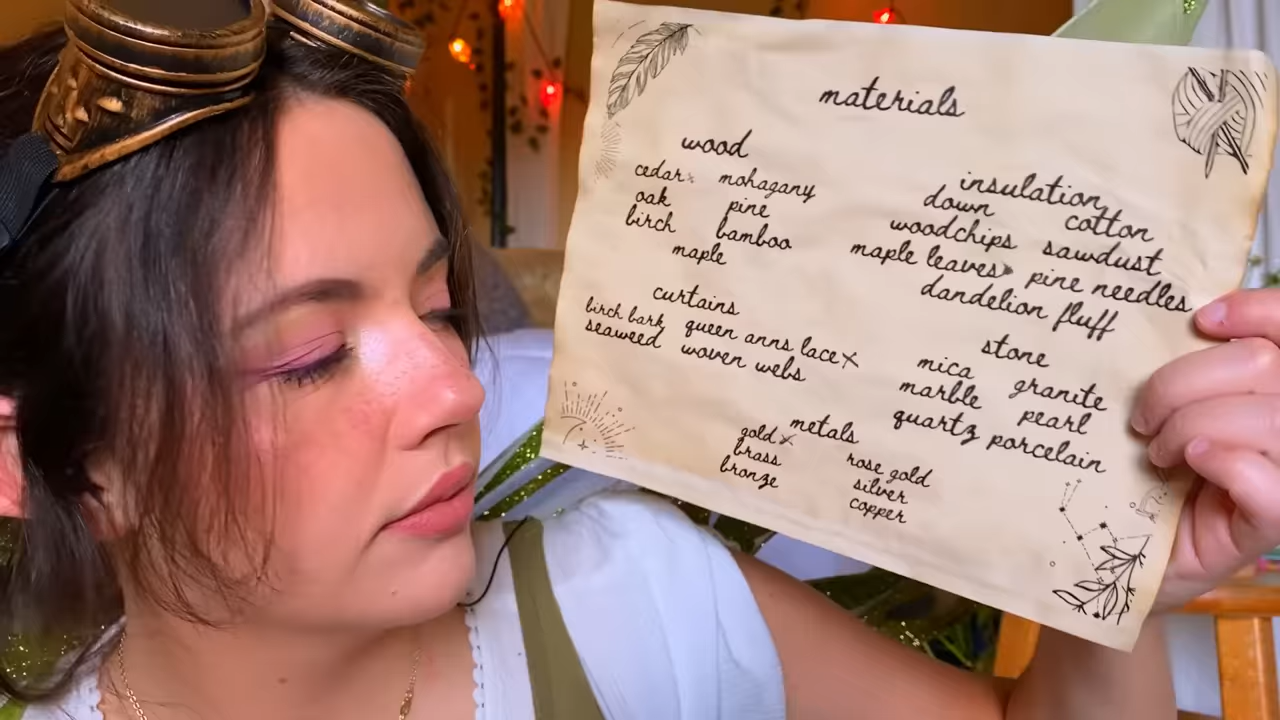 materials
wood
cedar x mohagany
oak pine
birch bamboo
maple
insulation
down cotton
woodchips sawdust
maple leaves x pine needles
dandelion fluff
curtains
birch bark queen anns lace x
seaweed woven webs
stone
mica granite
marble pearl
quartz porcelain
metals
gold x rose gold
brass silver
bronze copper